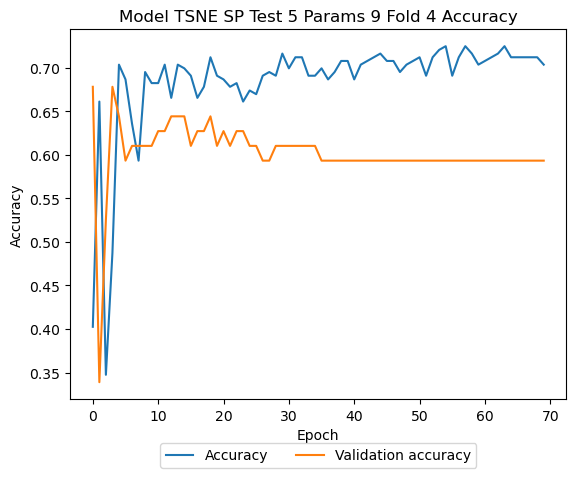 Model TSNE SP Test 5 Params 9 Fold 4 Accuracy
Accuracy
0.70
0.65
0.60
0.55
0.50
0.45
0.40
0.35
0 10 20 30 40 50 60 70
Epoch
Accuracy Validation accuracy